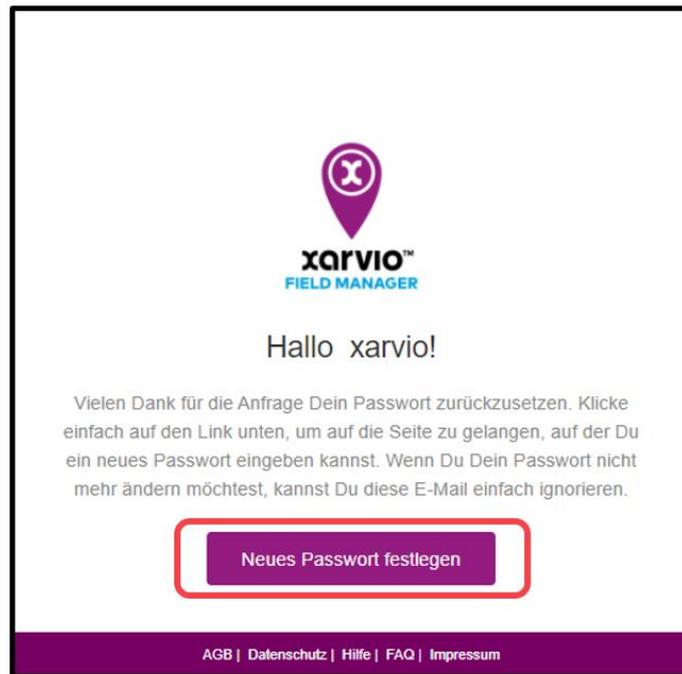 xarvio™
FIELD MANAGER
Hallo xarvio!
Vielen Dank für die Anfrage Dein Passwort zurückzusetzen. Klicke
einfach auf den Link unten, um auf die Seite zu gelangen, auf der Du
ein neues Passwort eingeben kannst. Wenn Du Dein Passwort nicht
mehr ändern möchtest, kannst Du diese E-Mail einfach ignorieren.
Neues Passwort festlegen
AGB | Datenschutz | Hilfe | FAQ | Impressum